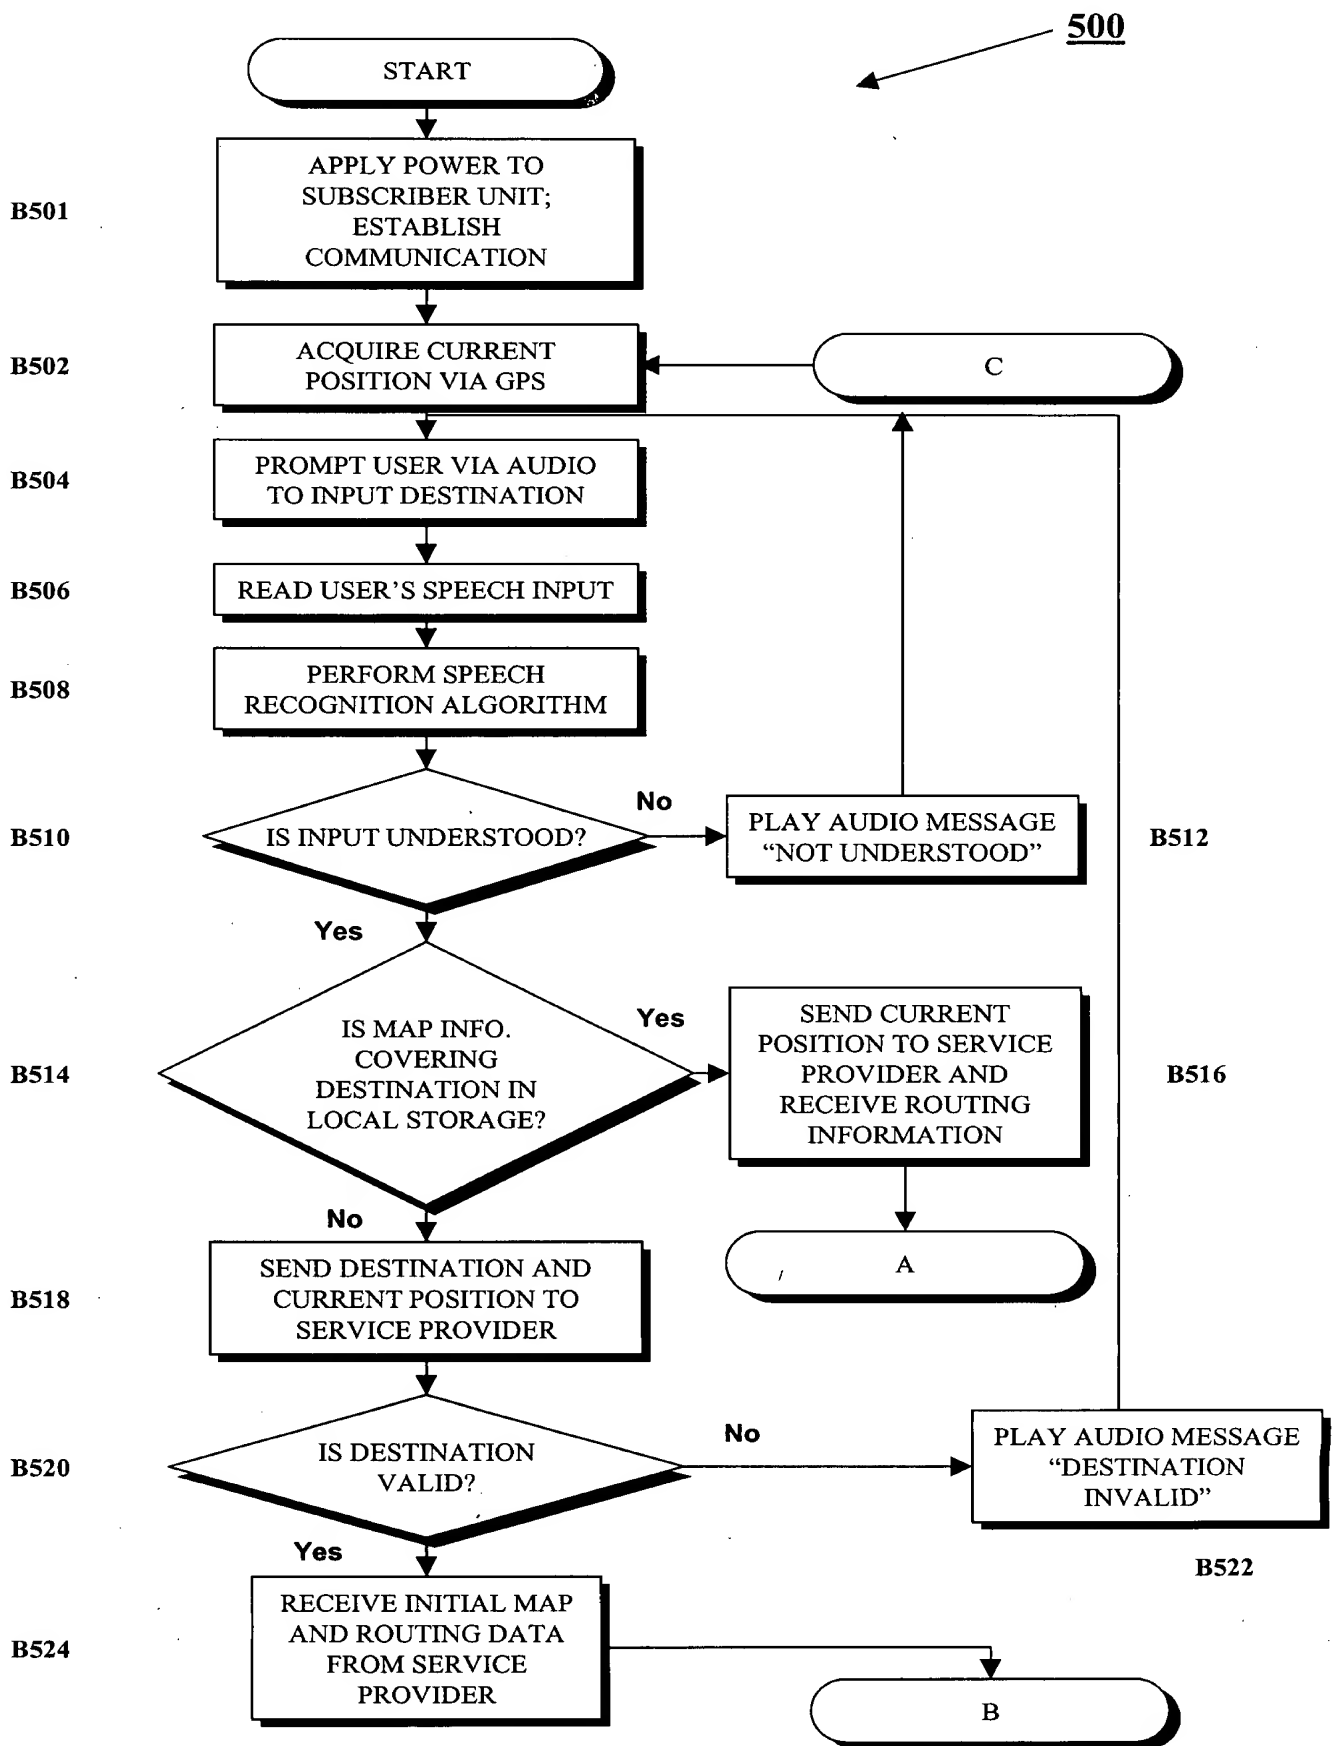 500
START
B501
APPLY POWER TO
SUBSCRIBER UNIT;
ESTABLISH
COMMUNICATION
B502
ACQUIRE CURRENT
POSITION VIA GPS
C
B504
PROMPT USER VIA AUDIO
TO INPUT DESTINATION
B506
READ USER'S SPEECH INPUT
B508
PERFORM SPEECH
RECOGNITION ALGORITHM
B510
IS INPUT UNDERSTOOD?
No
PLAY AUDIO MESSAGE
“NOT UNDERSTOOD”
B512
Yes
B514
IS MAP INFO.
COVERING
DESTINATION IN
LOCAL STORAGE?
Yes
SEND CURRENT
POSITION TO SERVICE
PROVIDER AND
RECEIVE ROUTING
INFORMATION
B516
No
A
B518
SEND DESTINATION AND
CURRENT POSITION TO
SERVICE PROVIDER
B520
IS DESTINATION
VALID?
No
PLAY AUDIO MESSAGE
“DESTINATION
INVALID”
B522
Yes
B524
RECEIVE INITIAL MAP
AND ROUTING DATA
FROM SERVICE
PROVIDER
B